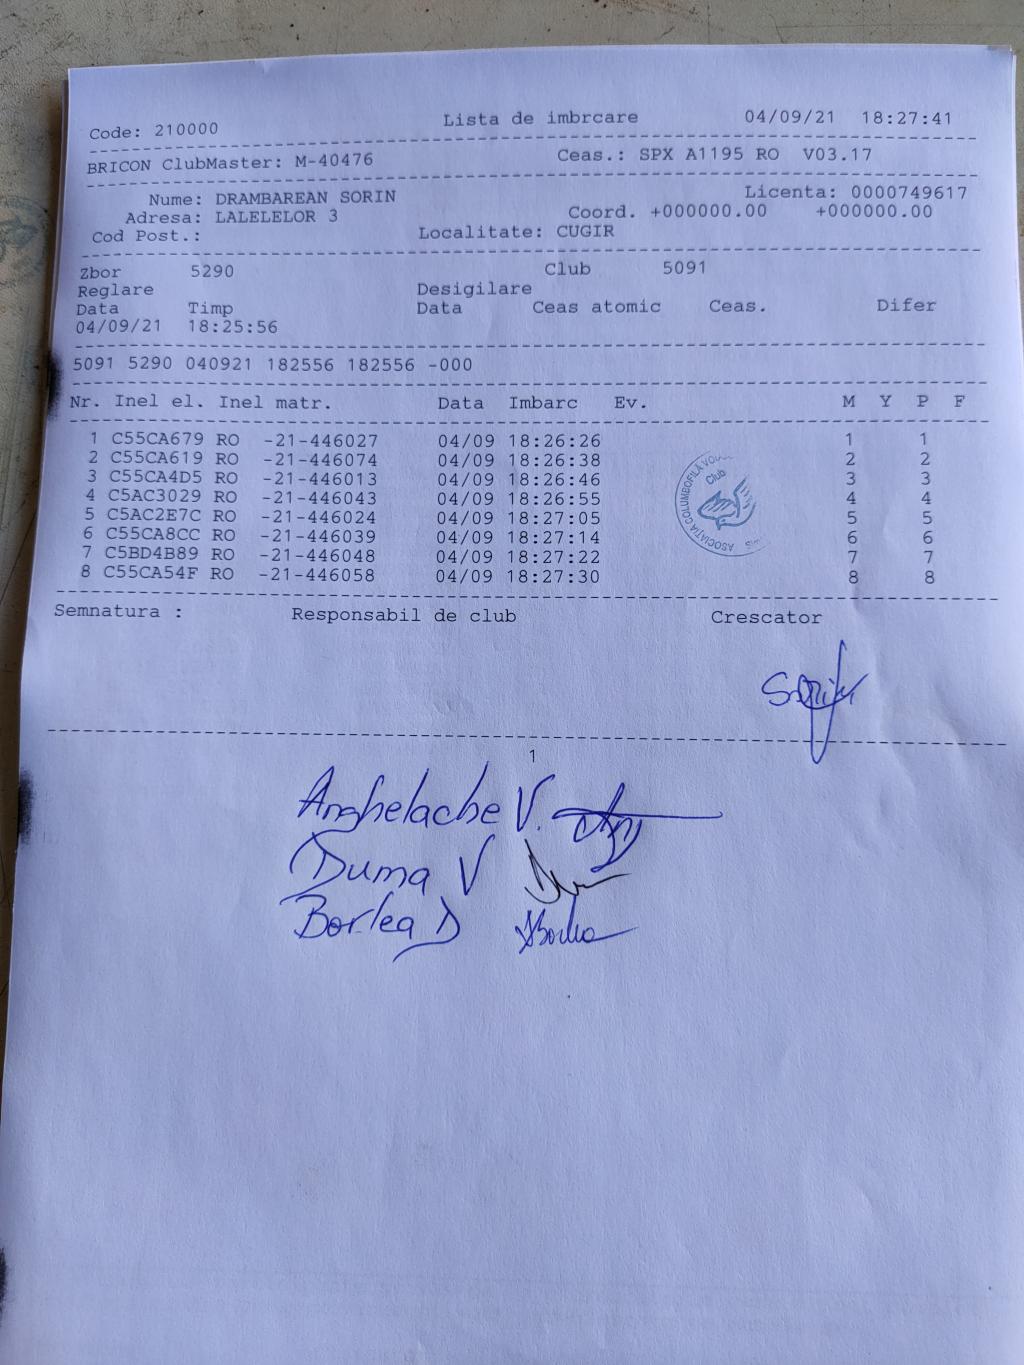 Code: 210000 Lista de imbrcare 04/09/21 18:27:41
BRICON ClubMaster: M-40476 Ceas.: SPX A1195 RO V03.17
Nume: DRAMBAREAN SORIN Licenta: 0000749617
Adresa: LALELELOR 3 Coord. +000000.00 +000000.00
Cod Post.: Localitate: CUGIR
Zbor 5290 Club 5091
Reglare Desigilare
Data Timp Data Ceas atomic Ceas. Difer
04/09/21 18:25:56
5091 5290 040921 182556 182556 -000
Nr. Inel el. Inel matr. Data Imbarc Ev. M Y P F
1 C55CA679 RO -21-446027 04/09 18:26:26 1 1
2 C55CA619 RO -21-446074 04/09 18:26:38 2 2
3 C55CA4D5 RO -21-446013 04/09 18:26:46 3 3
4 C5AC3029 RO -21-446043 04/09 18:26:55 4 4
5 C5AC2E7C RO -21-446024 04/09 18:27:05 5 5
6 C55CA8CC RO -21-446039 04/09 18:27:14 6 6
7 C5BD4B89 RO -21-446048 04/09 18:27:22 7 7
8 C55CA54F RO -21-446058 04/09 18:27:30 8 8
ASOCIAȚIA COLUMBOFILĂ
Club
Semnatura : Responsabil de club Crescator
Sorin
1
Anghelache V.
Duma V
Borlea D